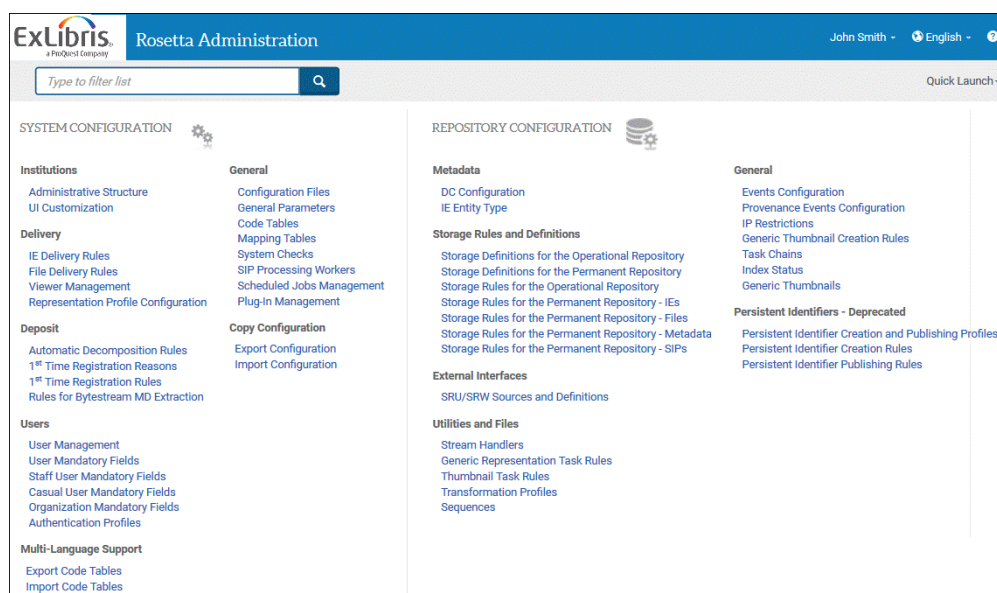 ExLibris
a ProQuest Company
Rosetta Administration
John Smith
English
Type to filter list
Quick Launch
SYSTEM CONFIGURATION
Institutions
Administrative Structure
UI Customization
Delivery
IE Delivery Rules
File Delivery Rules
Viewer Management
Representation Profile Configuration
Deposit
Automatic Decomposition Rules
1st Time Registration Reasons
1st Time Registration Rules
Rules for Bytestream MD Extraction
Users
User Management
User Mandatory Fields
Staff User Mandatory Fields
Casual User Mandatory Fields
Organization Mandatory Fields
Authentication Profiles
Multi-Language Support
Export Code Tables
Import Code Tables
General
Configuration Files
General Parameters
Code Tables
Mapping Tables
System Checks
SIP Processing Workers
Scheduled Jobs Management
Plug-In Management
Copy Configuration
Export Configuration
Import Configuration
REPOSITORY CONFIGURATION
Metadata
DC Configuration
IE Entity Type
Storage Rules and Definitions
Storage Definitions for the Operational Repository
Storage Definitions for the Permanent Repository
Storage Rules for the Operational Repository
Storage Rules for the Permanent Repository - IEs
Storage Rules for the Permanent Repository - Files
Storage Rules for the Permanent Repository - Metadata
Storage Rules for the Permanent Repository - SIPs
External Interfaces
SRU/SRW Sources and Definitions
Utilities and Files
Stream Handlers
Generic Representation Task Rules
Thumbnail Task Rules
Transformation Profiles
Sequences
General
Events Configuration
Provenance Events Configuration
IP Restrictions
Generic Thumbnail Creation Rules
Task Chains
Index Status
Generic Thumbnails
Persistent Identifiers - Deprecated
Persistent Identifier Creation and Publishing Profiles
Persistent Identifier Creation Rules
Persistent Identifier Publishing Rules